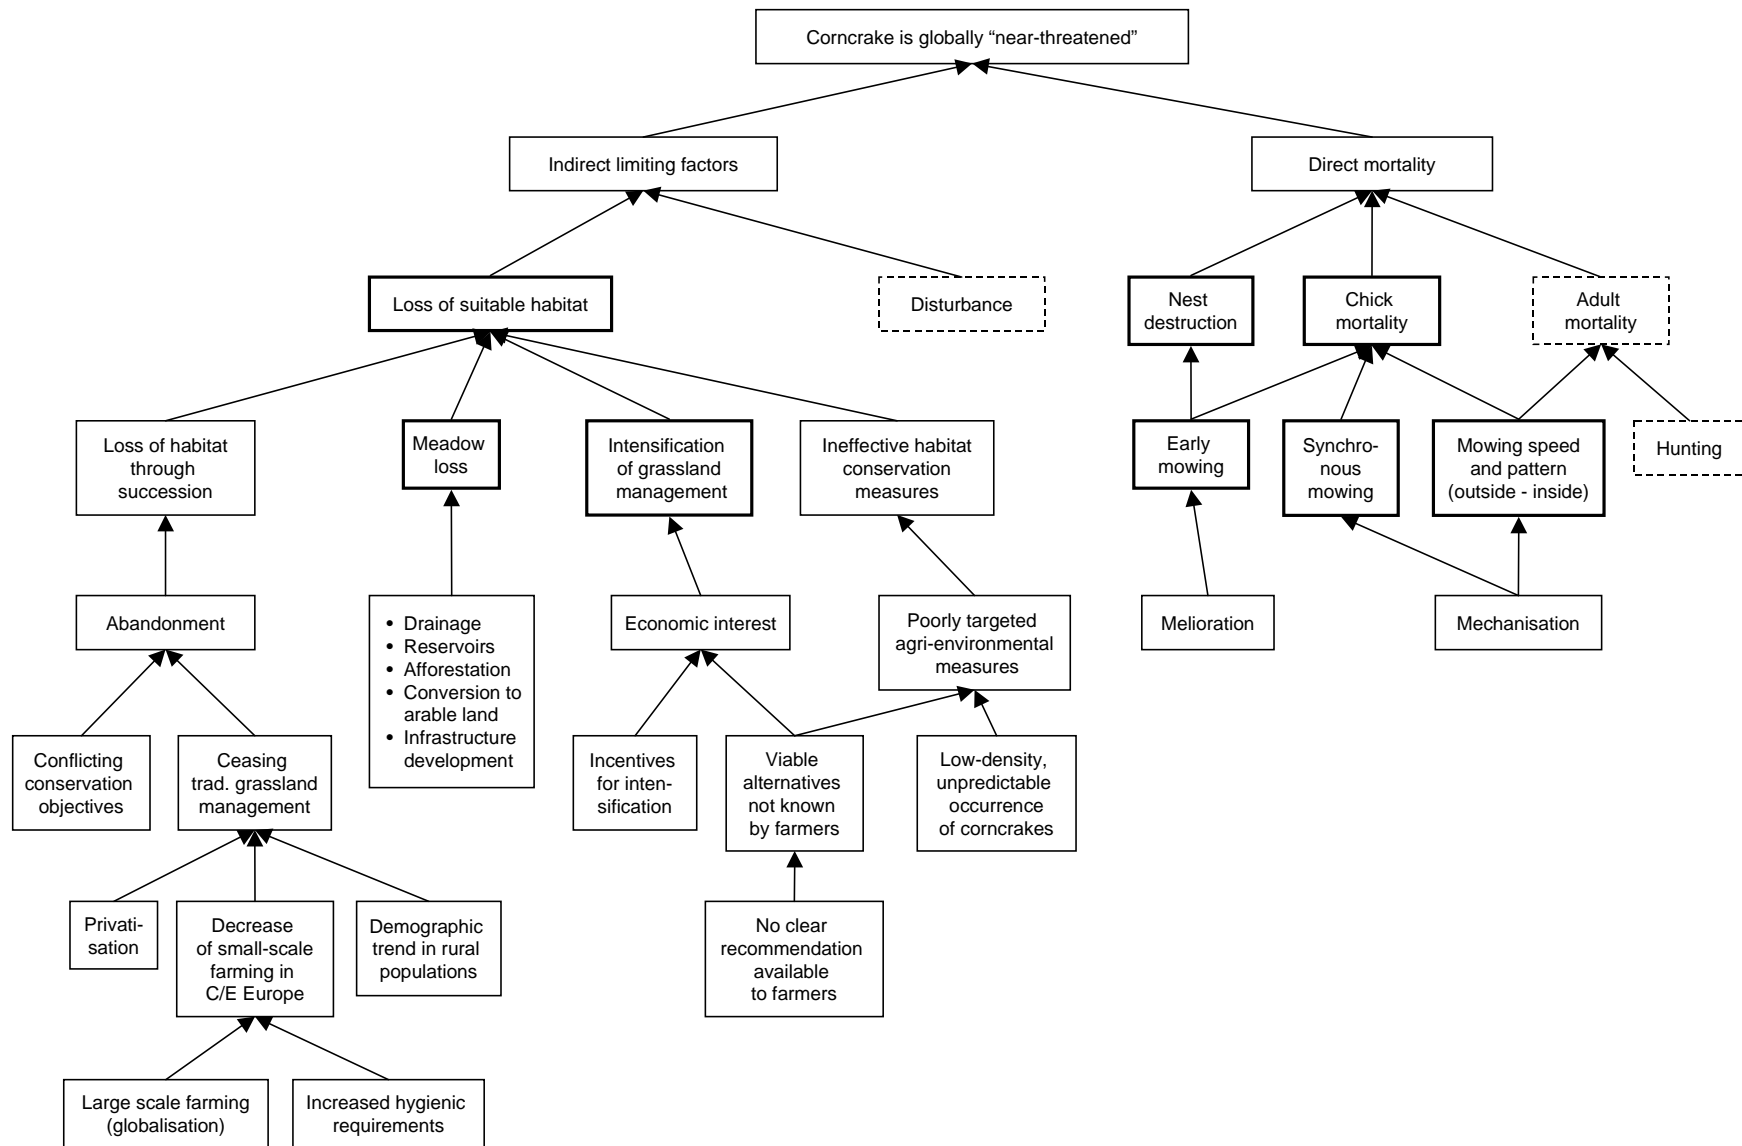 Corncrake is globally “near-threatened”
Indirect limiting factors
Direct mortality
Loss of suitable habitat
Disturbance
Nest
destruction
Chick
mortality
Adult
mortality
Loss of habitat
through
succession
Meadow
loss
Intensification
of grassland
management
Ineffective habitat
conservation
measures
Early
mowing
Synchro-
nous
mowing
Mowing speed
and pattern
(outside - inside)
Hunting
Abandonment
• Drainage
• Reservoirs
• Afforestation
• Conversion to
arable land
• Infrastructure
development
Economic interest
Poorly targeted
agri-environmental
measures
Melioration
Mechanisation
Conflicting
conservation
objectives
Ceasing
trad. grassland
management
Incentives
for inten-
sification
Viable
alternatives
not known
by farmers
Low-density,
unpredictable
occurrence
of corncrakes
Privati-
sation
Decrease
of small-scale
farming in
C/E Europe
Demographic
trend in rural
populations
No clear
recommendation
available
to farmers
Large scale farming
(globalisation)
Increased hygienic
requirements